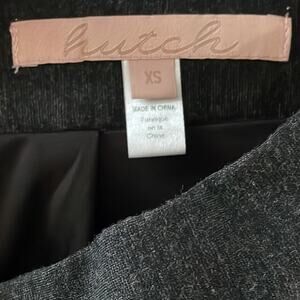 hutch
XS
MADE IN CHINA
Fabriqué
en la
Chine